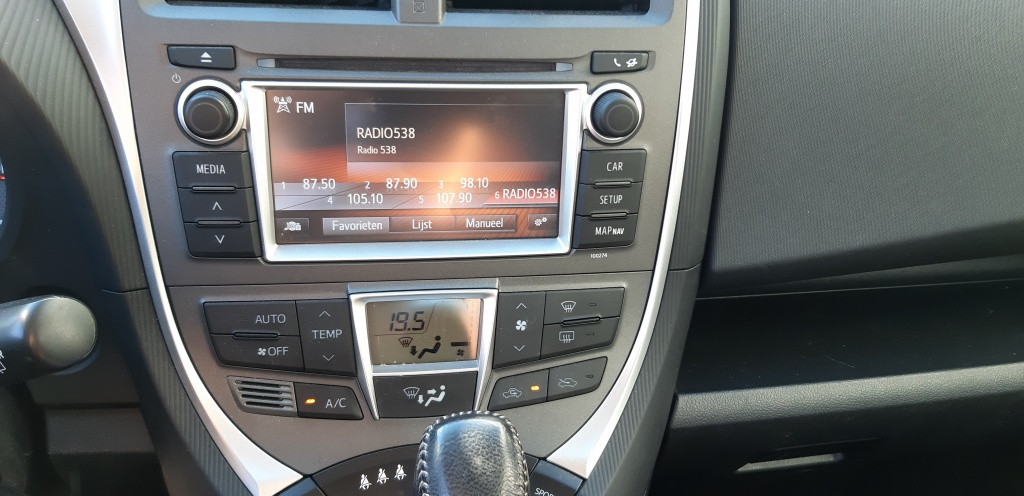 FM
RADIO538
Radio 538
MEDIA
CAR
SETUP
MAP NAV
1 87.50 2 87.90 3 98.10
4 105.10 5 107.90 6 RADIO538
Favorieten Lijst Manueel
100274
AUTO
OFF
TEMP
19.5
A/C